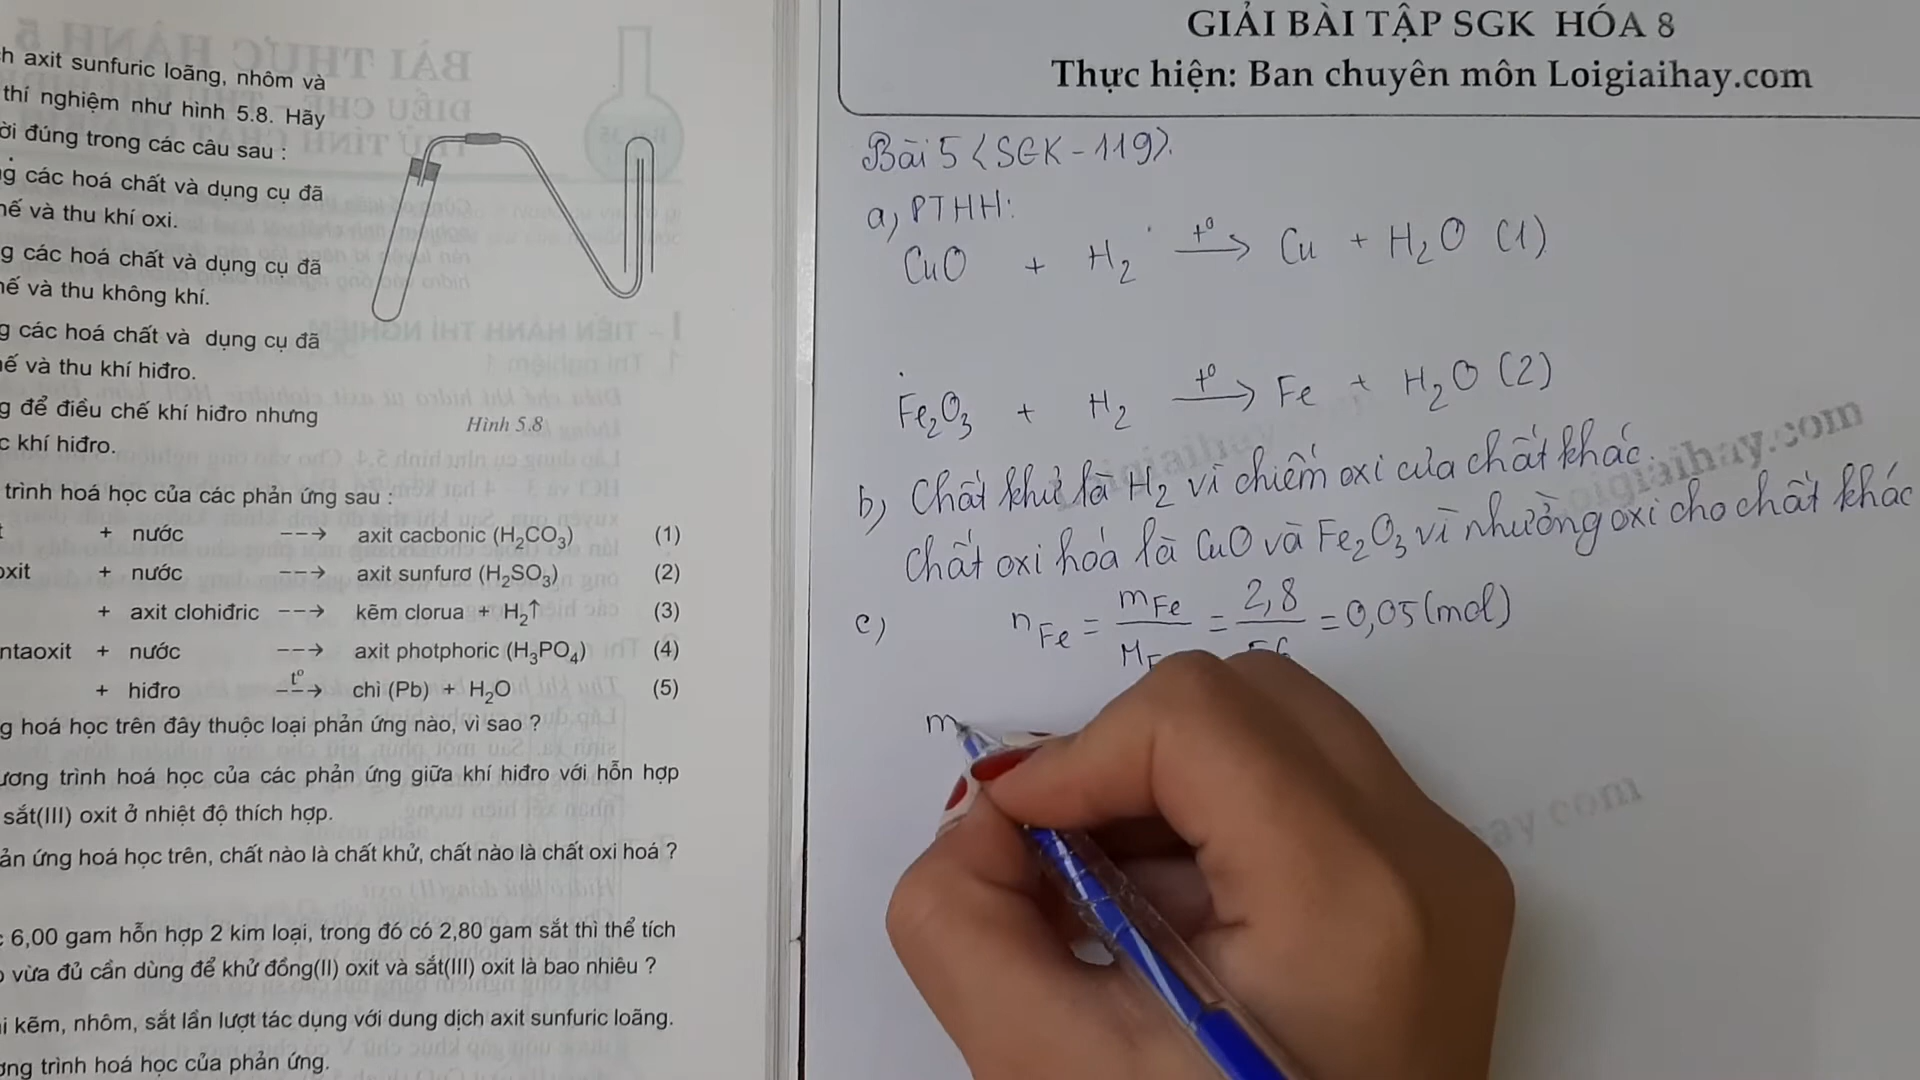 h axit sunfuric loãng, nhôm và
thí nghiệm như hình 5.8. Hãy
ời đúng trong các câu sau :
g các hoá chất và dụng cụ đã
hế và thu khí oxi.
g các hoá chất và dụng cụ đã
hế và thu không khí.
g các hoá chất và dụng cụ đã
ế và thu khí hiđro.
g để điều chế khí hiđro nhưng
c khí hiđro.
Hình 5.8
trình hoá học của các phản ứng sau :
+ nước --→ axit cacbonic (H₂CO₃) (1)
oxit + nước --→ axit sunfurơ (H₂SO₃) (2)
+ axit clohiđric --→ kẽm clorua + H₂↑ (3)
ntaoxit + nước --→ axit photphoric (H₃PO₄) (4)
+ hiđro --tº--→ chì (Pb) + H₂O (5)
g hoá học trên đây thuộc loại phản ứng nào, vì sao ?
ương trình hoá học của các phản ứng giữa khí hiđro với hỗn hợp
sắt(III) oxit ở nhiệt độ thích hợp.
ản ứng hoá học trên, chất nào là chất khử, chất nào là chất oxi hoá ?
c 6,00 gam hỗn hợp 2 kim loại, trong đó có 2,80 gam sắt thì thể tích
o vừa đủ cần dùng để khử đồng(II) oxit và sắt(III) oxit là bao nhiêu ?
i kẽm, nhôm, sắt lần lượt tác dụng với dung dịch axit sunfuric loãng.
ơng trình hoá học của phản ứng.
GIẢI BÀI TẬP SGK HÓA 8
Thực hiện: Ban chuyên môn Loigiaihay.com
Bài 5 <SGK - 119>.
a, PTHH:
CuO + H₂ tº→ Cu + H₂O (1)
Fe₂O₃ + H₂ tº→ Fe + H₂O (2)
b) Chất khử là H₂ vì chiếm oxi của chất khác.
Chất oxi hoá là CuO và Fe₂O₃ vì nhường oxi cho chất khác
c) n Fe = m Fe / M F = 2,8 / 56 = 0,05 (mol)
m
loigiaihay.com